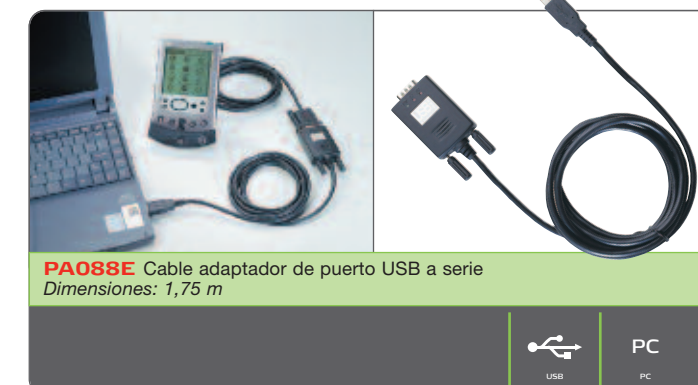 PA088E Cable adaptador de puerto USB a serie
Dimensiones: 1,75 m
PC
USB
PC